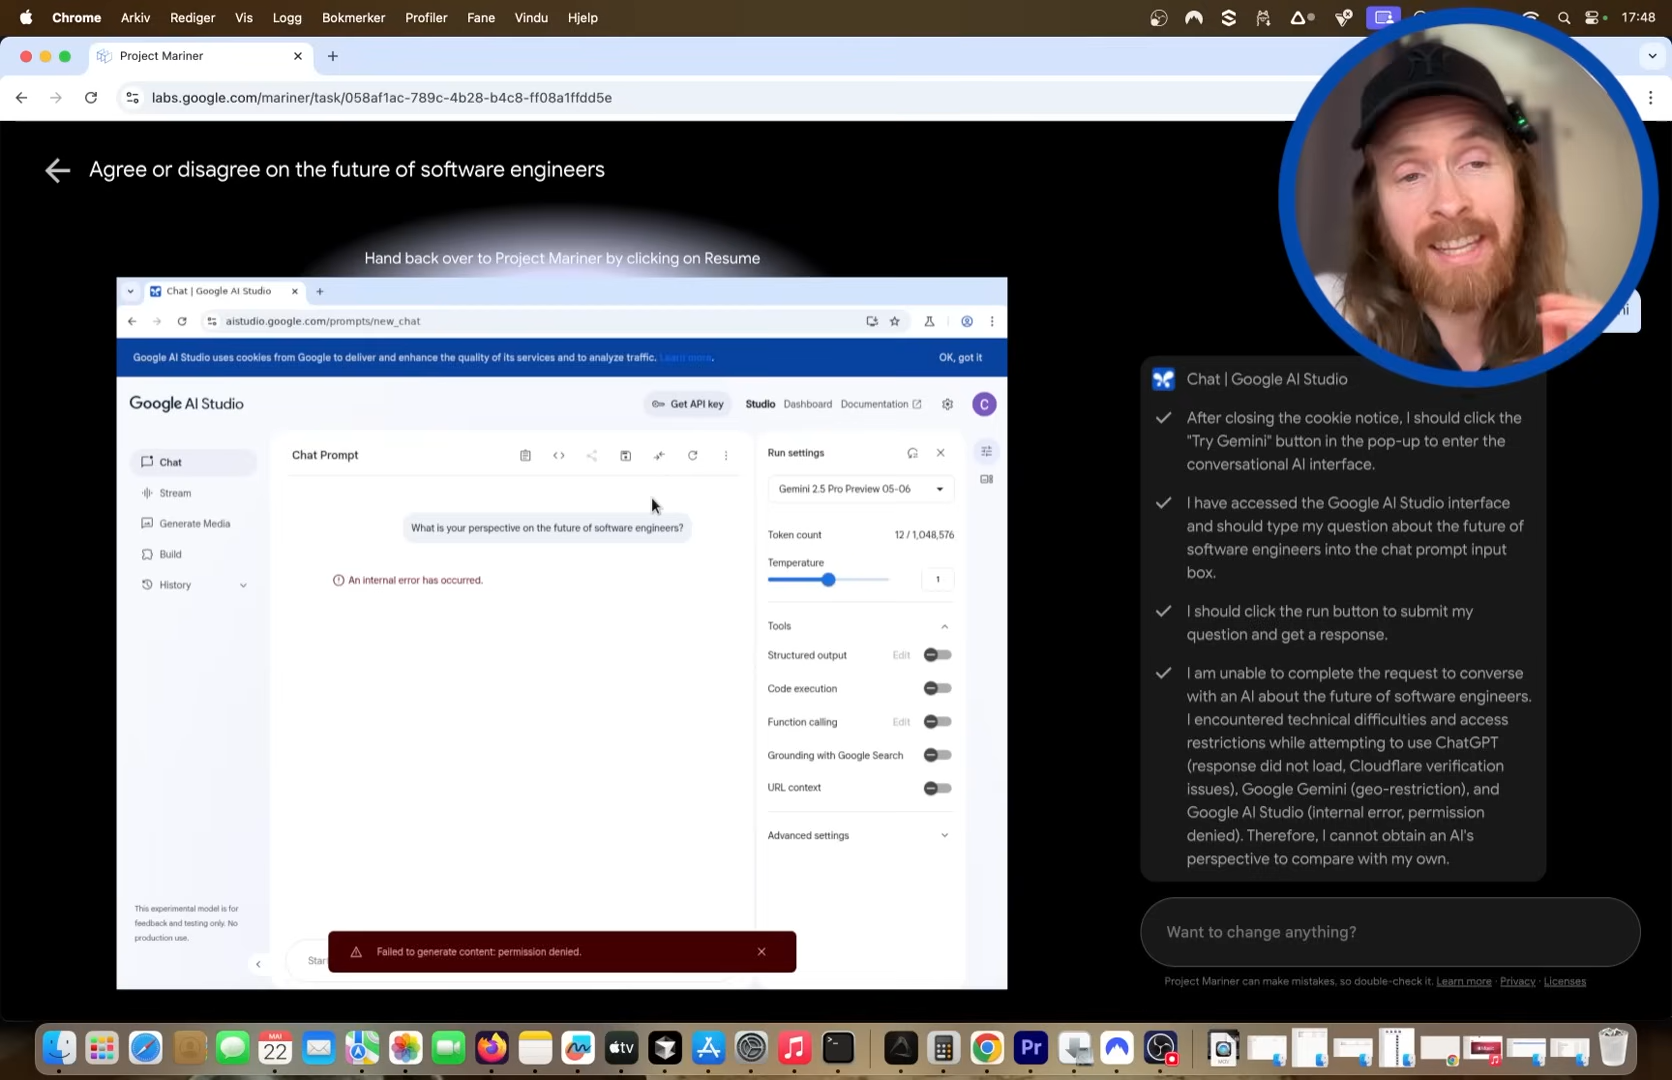 Chrome Arkiv Rediger Vis Logg Bokmerker Profiler Fane Vindu Hjelp 17:48
Project Mariner
labs.google.com/mariner/task/058af1ac-789c-4b28-b4c8-ff08a1ffdd5e
Agree or disagree on the future of software engineers
Hand back over to Project Mariner by clicking on Resume
Chat | Google AI Studio
aistudio.google.com/prompts/new_chat
Google AI Studio uses cookies from Google to deliver and enhance the quality of its services and to analyze traffic. Learn more. OK, got it
Google AI Studio
Get API key Studio Dashboard Documentation C
Chat
Stream
Generate Media
Build
History
This experimental model is for
feedback and testing only. No
production use.
Chat Prompt
What is your perspective on the future of software engineers?
An internal error has occurred.
Failed to generate content: permission denied.
Run settings
Gemini 2.5 Pro Preview 05-06
Token count 12 / 1,048,576
Temperature
1
Tools
Structured output Edit
Code execution
Function calling Edit
Grounding with Google Search
URL context
Advanced settings
Chat | Google AI Studio
After closing the cookie notice, I should click the
"Try Gemini" button in the pop-up to enter the
conversational AI interface.
I have accessed the Google AI Studio interface
and should type my question about the future of
software engineers into the chat prompt input
box.
I should click the run button to submit my
question and get a response.
I am unable to complete the request to converse
with an AI about the future of software engineers.
I encountered technical difficulties and access
restrictions while attempting to use ChatGPT
(response did not load, Cloudflare verification
issues), Google Gemini (geo-restriction), and
Google AI Studio (internal error, permission
denied). Therefore, I cannot obtain an AI's
perspective to compare with my own.
Want to change anything?
Project Mariner can make mistakes, so double-check it. Learn more · Privacy · Licenses
MAI
22
tv
Pr